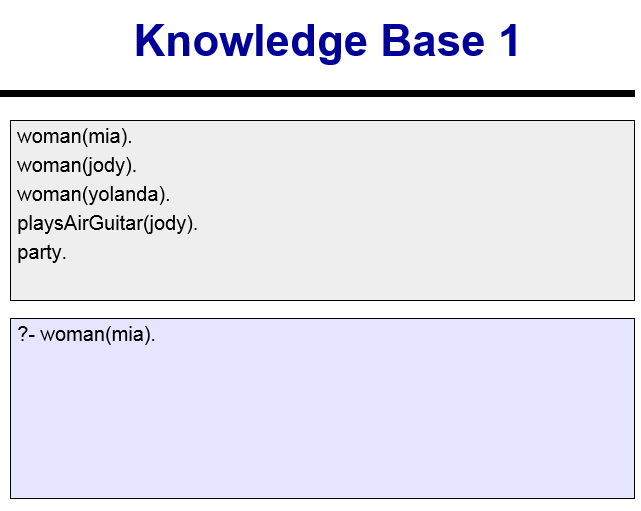 Knowledge Base 1
woman(mia).
woman(jody).
woman(yolanda).
playsAirGuitar(jody).
party.
?- woman(mia).